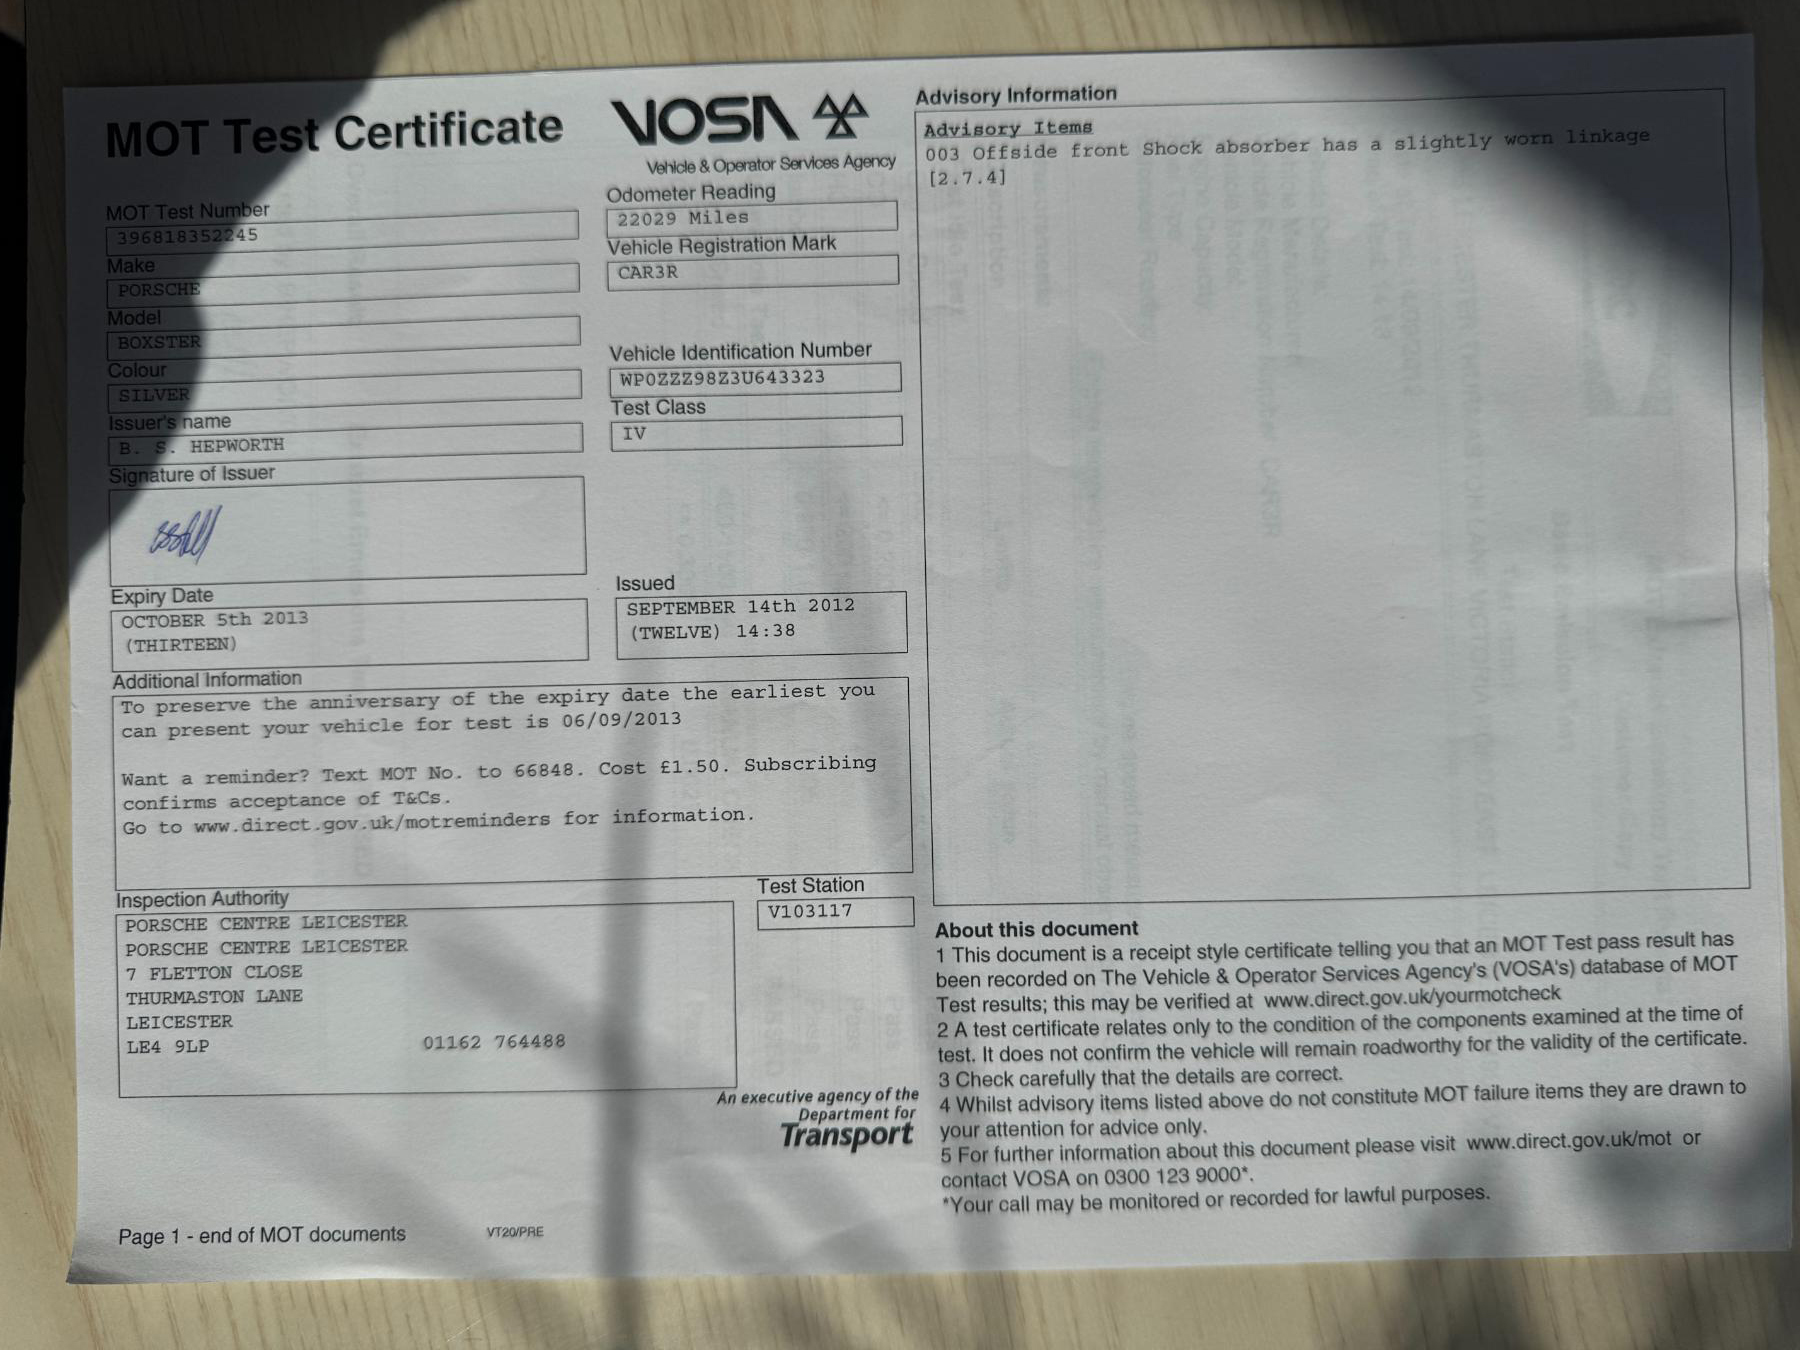 MOT Test Certificate
VOSA
Vehicle & Operator Services Agency
MOT Test Number
396818352245
Make
PORSCHE
Model
BOXSTER
Colour
SILVER
Issuer's name
B. S. HEPWORTH
Signature of Issuer
Odometer Reading
22029 Miles
Vehicle Registration Mark
CAR3R
Vehicle Identification Number
WP0ZZZ98Z3U643323
Test Class
IV
Expiry Date
OCTOBER 5th 2013
(THIRTEEN)
Issued
SEPTEMBER 14th 2012
(TWELVE) 14:38
Additional Information
To preserve the anniversary of the expiry date the earliest you
can present your vehicle for test is 06/09/2013
Want a reminder? Text MOT No. to 66848. Cost £1.50. Subscribing
confirms acceptance of T&Cs.
Go to www.direct.gov.uk/motreminders for information.
Inspection Authority
PORSCHE CENTRE LEICESTER
PORSCHE CENTRE LEICESTER
7 FLETTON CLOSE
THURMASTON LANE
LEICESTER
LE4 9LP 01162 764488
Test Station
V103117
An executive agency of the
Department for
Transport
Page 1 - end of MOT documents VT20/PRE
Advisory Information
Advisory Items
003 Offside front Shock absorber has a slightly worn linkage
[2.7.4]
About this document
1 This document is a receipt style certificate telling you that an MOT Test pass result has
been recorded on The Vehicle & Operator Services Agency's (VOSA's) database of MOT
Test results; this may be verified at www.direct.gov.uk/yourmotcheck
2 A test certificate relates only to the condition of the components examined at the time of
test. It does not confirm the vehicle will remain roadworthy for the validity of the certificate.
3 Check carefully that the details are correct.
4 Whilst advisory items listed above do not constitute MOT failure items they are drawn to
your attention for advice only.
5 For further information about this document please visit www.direct.gov.uk/mot or
contact VOSA on 0300 123 9000*.
*Your call may be monitored or recorded for lawful purposes.